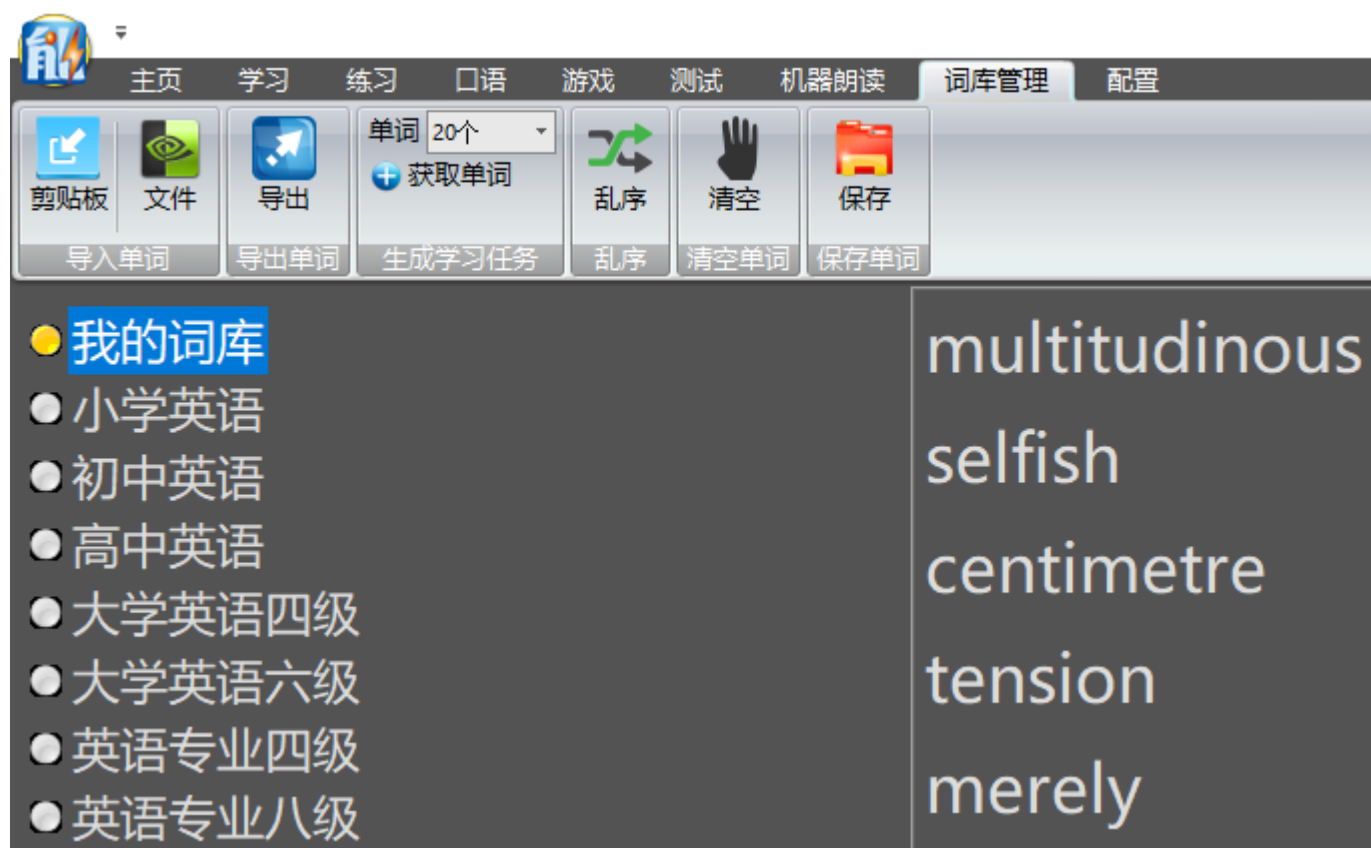 能
主页 学习 练习 口语 游戏 测试 机器朗读 词库管理 配置
单词 20个
获取单词
剪贴板 文件 导出 乱序 清空 保存
导入单词 导出单词 生成学习任务 乱序 清空单词 保存单词
我的词库
小学英语
初中英语
高中英语
大学英语四级
大学英语六级
英语专业四级
英语专业八级
multitudinous
selfish
centimetre
tension
merely